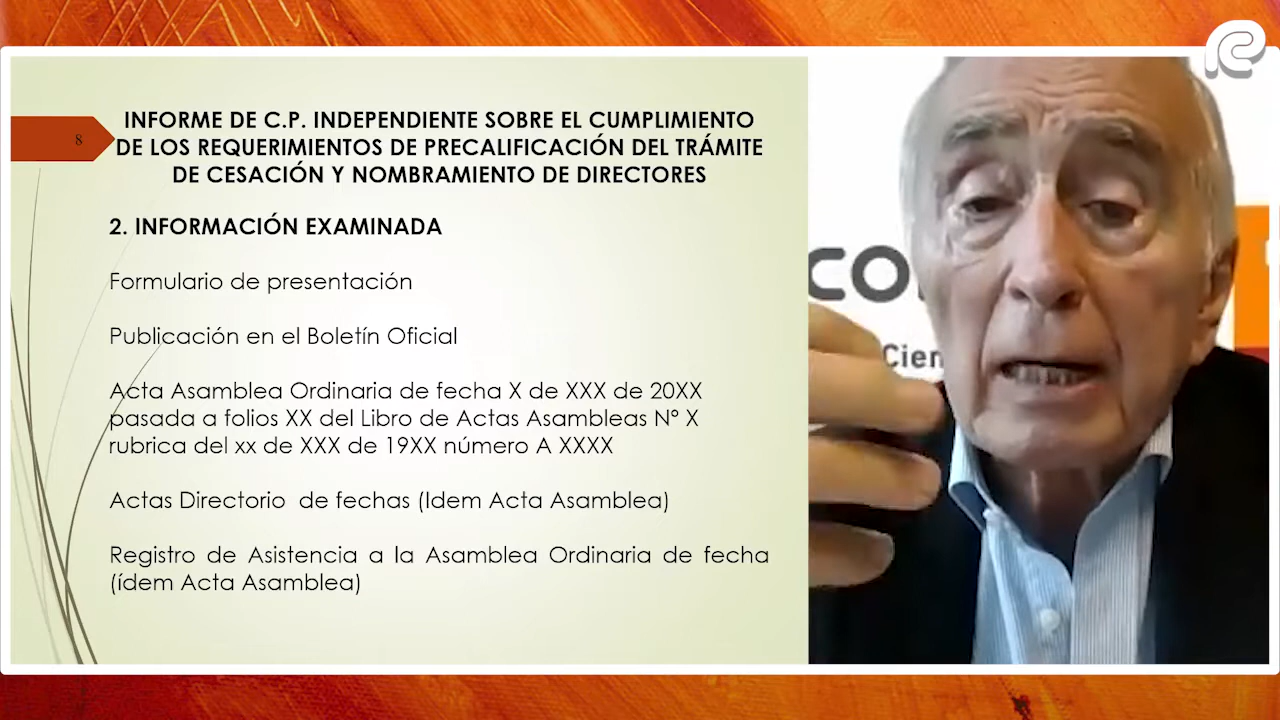 8
INFORME DE C.P. INDEPENDIENTE SOBRE EL CUMPLIMIENTO
DE LOS REQUERIMIENTOS DE PRECALIFICACIÓN DEL TRÁMITE
DE CESACIÓN Y NOMBRAMIENTO DE DIRECTORES
2. INFORMACIÓN EXAMINADA
Formulario de presentación
Publicación en el Boletín Oficial
Acta Asamblea Ordinaria de fecha X de XXX de 20XX
pasada a folios XX del Libro de Actas Asambleas N° X
rubrica del xx de XXX de 19XX número A XXXX
Actas Directorio de fechas (Idem Acta Asamblea)
Registro de Asistencia a la Asamblea Ordinaria de fecha
(ídem Acta Asamblea)